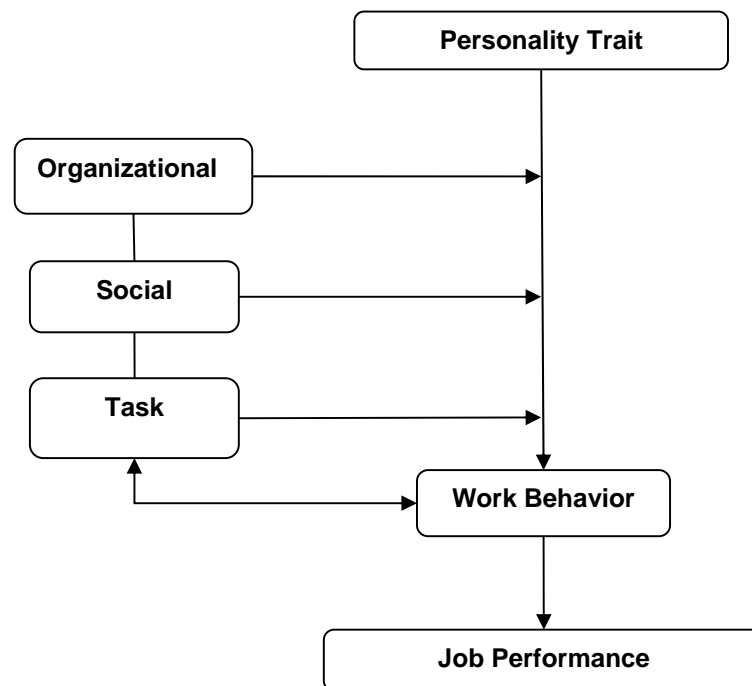 Personality Trait
Organizational
Social
Task
Work Behavior
Job Performance